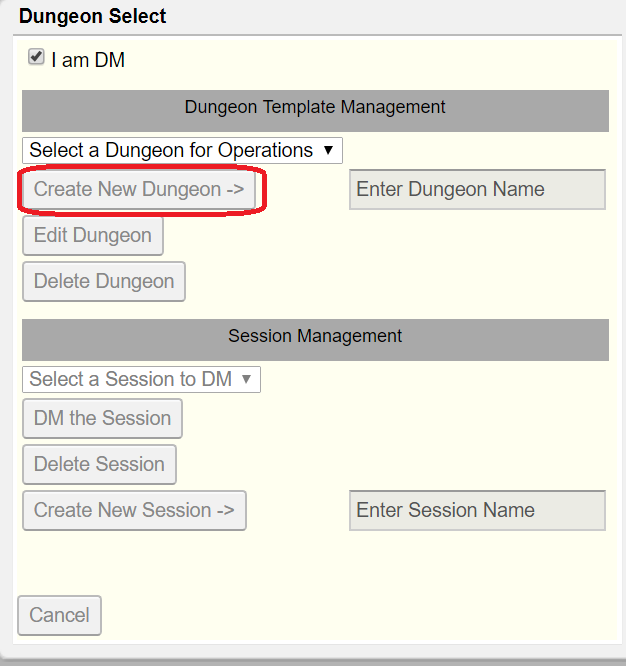 Dungeon Select
I am DM
Dungeon Template Management
Select a Dungeon for Operations
Create New Dungeon -> Enter Dungeon Name
Edit Dungeon
Delete Dungeon
Session Management
Select a Session to DM
DM the Session
Delete Session
Create New Session -> Enter Session Name
Cancel